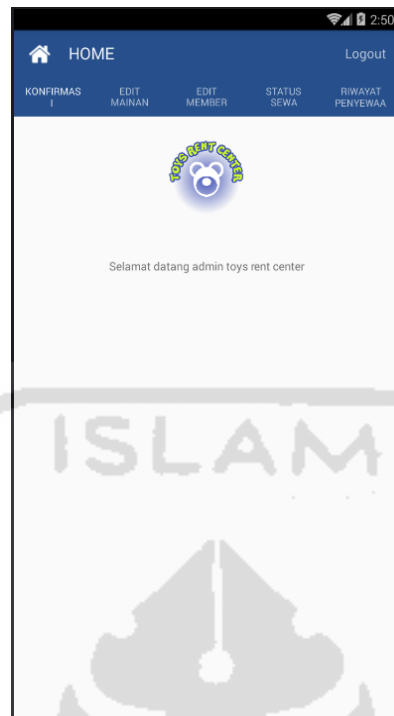 2:50
HOME
Logout
KONFIRMAS
I
EDIT
MAINAN
EDIT
MEMBER
STATUS
SEWA
RIWAYAT
PENYEWAA
TOYS RENT CENTER
Selamat datang admin toys rent center
ISLAM